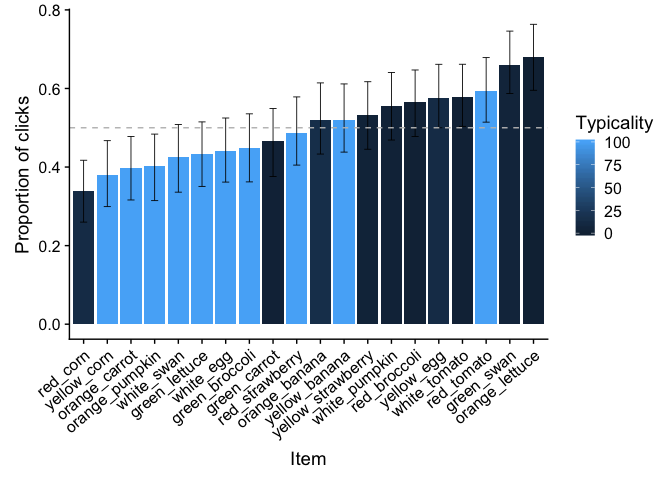 0.8
0.6
0.4
0.2
0.0
Proportion of clicks
red_corn
yellow_corn
orange_carrot
orange_pumpkin
white_swan
green_lettuce
white_egg
green_broccoli
green_carrot
red_strawberry
orange_banana
yellow_banana
yellow_strawberry
white_pumpkin
red_broccoli
yellow_egg
white_tomato
red_tomato
green_swan
orange_lettuce
Item
Typicality
100
75
50
25
0